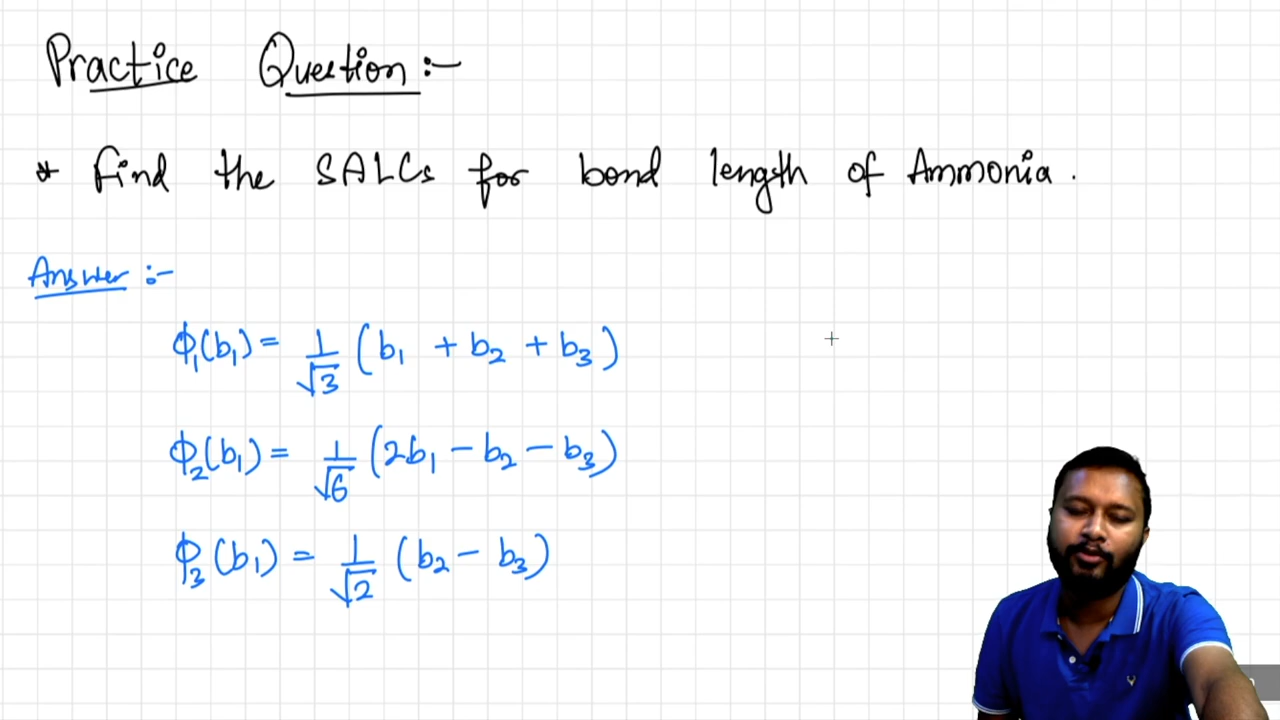 Practice Question :-
* Find the SALCs for bond length of Ammonia.
Answer :-
ϕ₁(b₁) = 1/√3 (b₁ + b₂ + b₃)
ϕ₂(b₁) = 1/√6 (2b₁ - b₂ - b₃)
ϕ₃(b₁) = 1/√2 (b₂ - b₃)